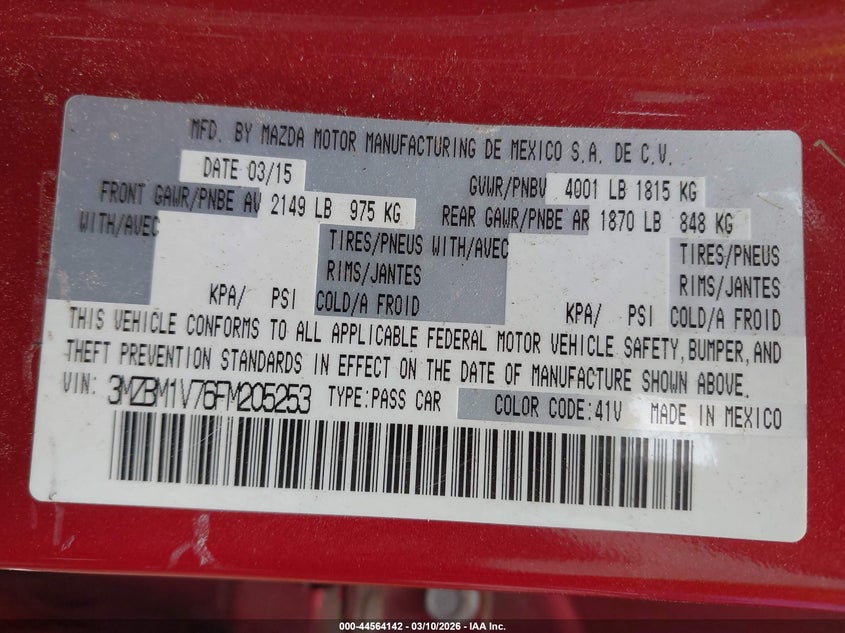 MFD. BY MAZDA MOTOR MANUFACTURING DE MEXICO S.A. DE C.V.
DATE 03/15 GVWR/PNBV 4001 LB 1815 KG
FRONT GAWR/PNBE AV 2149 LB 975 KG REAR GAWR/PNBE AR 1870 LB 848 KG
WITH/AVEC TIRES/PNEUS WITH/AVEC TIRES/PNEUS
RIMS/JANTES RIMS/JANTES
KPA/ PSI COLD/A FROID KPA/ PSI COLD/A FROID
THIS VEHICLE CONFORMS TO ALL APPLICABLE FEDERAL MOTOR VEHICLE SAFETY, BUMPER, AND
THEFT PREVENTION STANDARDS IN EFFECT ON THE DATE OF MANUFACTURE SHOWN ABOVE.
VIN: 3MZBM1V76FM205253 TYPE:PASS CAR COLOR CODE:41V MADE IN MEXICO
000-44564142 — 03/10/2026 — IAA Inc.